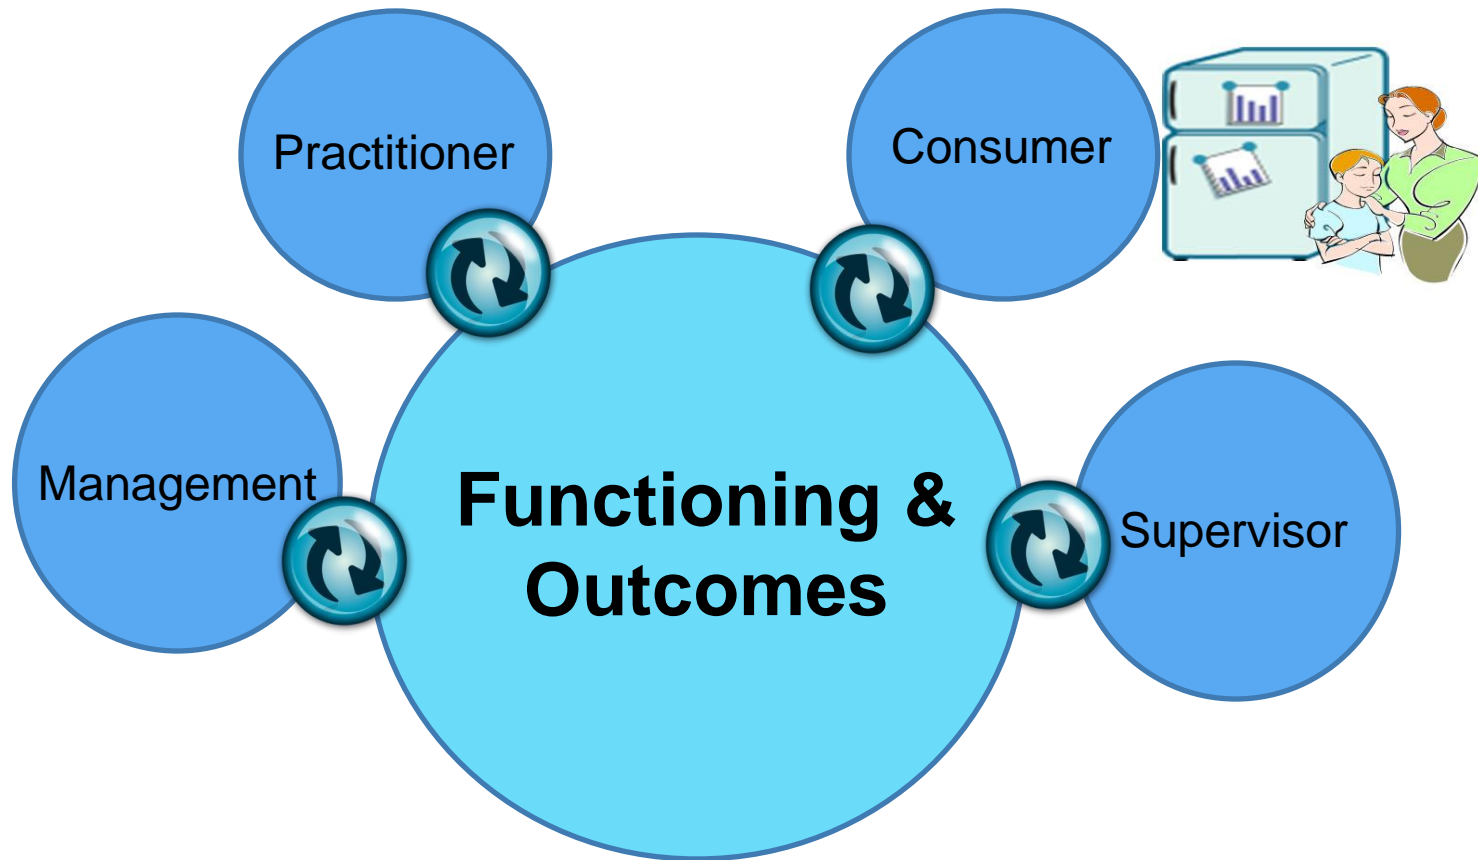 Practitioner
Consumer
Management
Functioning &
Outcomes
Supervisor